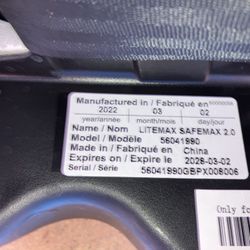 Manufactured in / Fabriqué en
2022 03 02
year/année month/mois day/jour
Name / Nom LITEMAX SAFEMAX 2.0
Model / Modèle 56041990
Made in / Fabriqué en China
Expires on / Expire le 2028-03-02
Serial / Série 56041990GBPX008006
Only fo